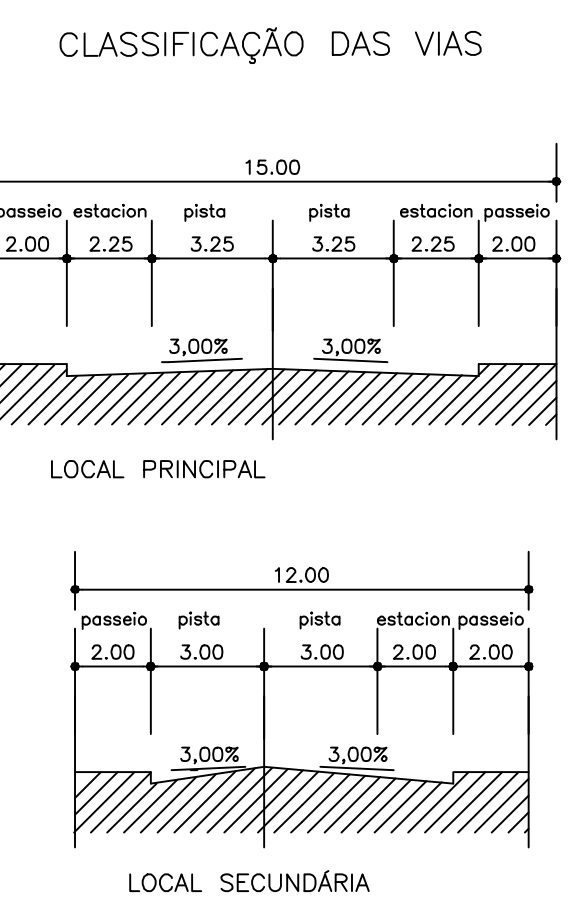 CLASSIFICAÇÃO DAS VIAS
15.00
passeio estacion pista pista estacion passeio
2.00 2.25 3.25 3.25 2.25 2.00
3,00% 3,00%
LOCAL PRINCIPAL
12.00
passeio pista pista estacion passeio
2.00 3.00 3.00 2.00 2.00
3,00% 3,00%
LOCAL SECUNDÁRIA